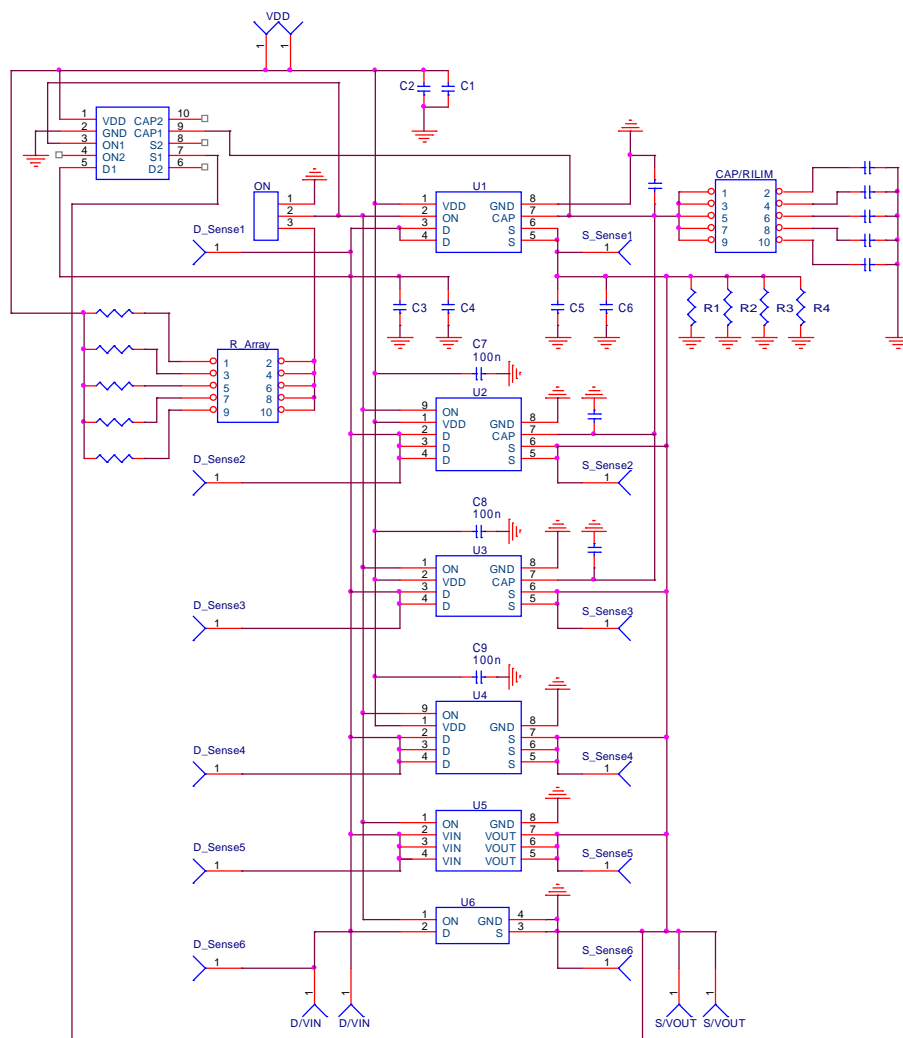 VDD
1 1
C2 C1
1 VDD CAP2 10
2 GND CAP1 9
3 ON1 S2 8
4 ON2 S1 7
5 D1 D2 6
ON
1
2
3
U1
1 VDD GND 8
2 ON CAP 7
3 D S 6
4 D S 5
CAP/RILIM
1 2
3 4
5 6
7 8
9 10
D_Sense1
1
S_Sense1
1
C3 C4 C5 C6
R1 R2 R3 R4
R_Array
1 2
3 4
5 6
7 8
9 10
C7
100n
U2
9 ON
1 VDD GND 8
2 D CAP 7
3 D S 6
4 D S 5
D_Sense2
1
S_Sense2
1
C8
100n
U3
1 ON GND 8
2 VDD CAP 7
3 D S 6
4 D S 5
D_Sense3
1
S_Sense3
1
C9
100n
U4
9 ON
1 VDD GND 8
2 D S 7
3 D S 6
4 D S 5
D_Sense4
1
S_Sense4
1
U5
1 ON GND 8
2 VIN VOUT 7
3 VIN VOUT 6
4 VIN VOUT 5
D_Sense5
1
S_Sense5
1
U6
1 ON GND 4
2 D S 3
D_Sense6
1
S_Sense6
1
1 1 1 1
D/VIN D/VIN S/VOUT S/VOUT